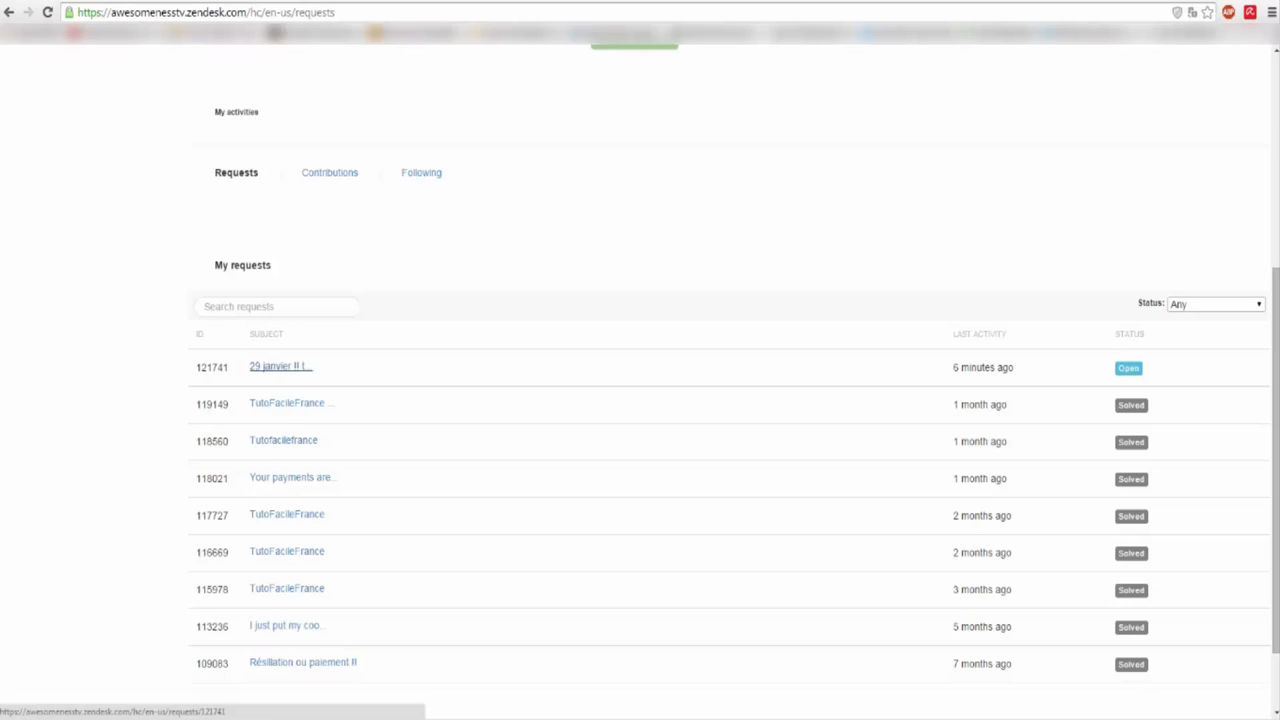 https://awesomenesstv.zendesk.com/hc/en-us/requests
My activities
Requests Contributions Following
My requests
Search requests Status: Any
ID SUBJECT LAST ACTIVITY STATUS
121741 29 janvier !! t... 6 minutes ago Open
119149 TutoFacileFrance ... 1 month ago Solved
118560 Tutofacilefrance 1 month ago Solved
118021 Your payments are... 1 month ago Solved
117727 TutoFacileFrance 2 months ago Solved
116669 TutoFacileFrance 2 months ago Solved
115978 TutoFacileFrance 3 months ago Solved
113236 I just put my coo... 5 months ago Solved
109083 Résiliation ou paiement !! 7 months ago Solved
https://awesomenesstv.zendesk.com/hc/en-us/requests/121741